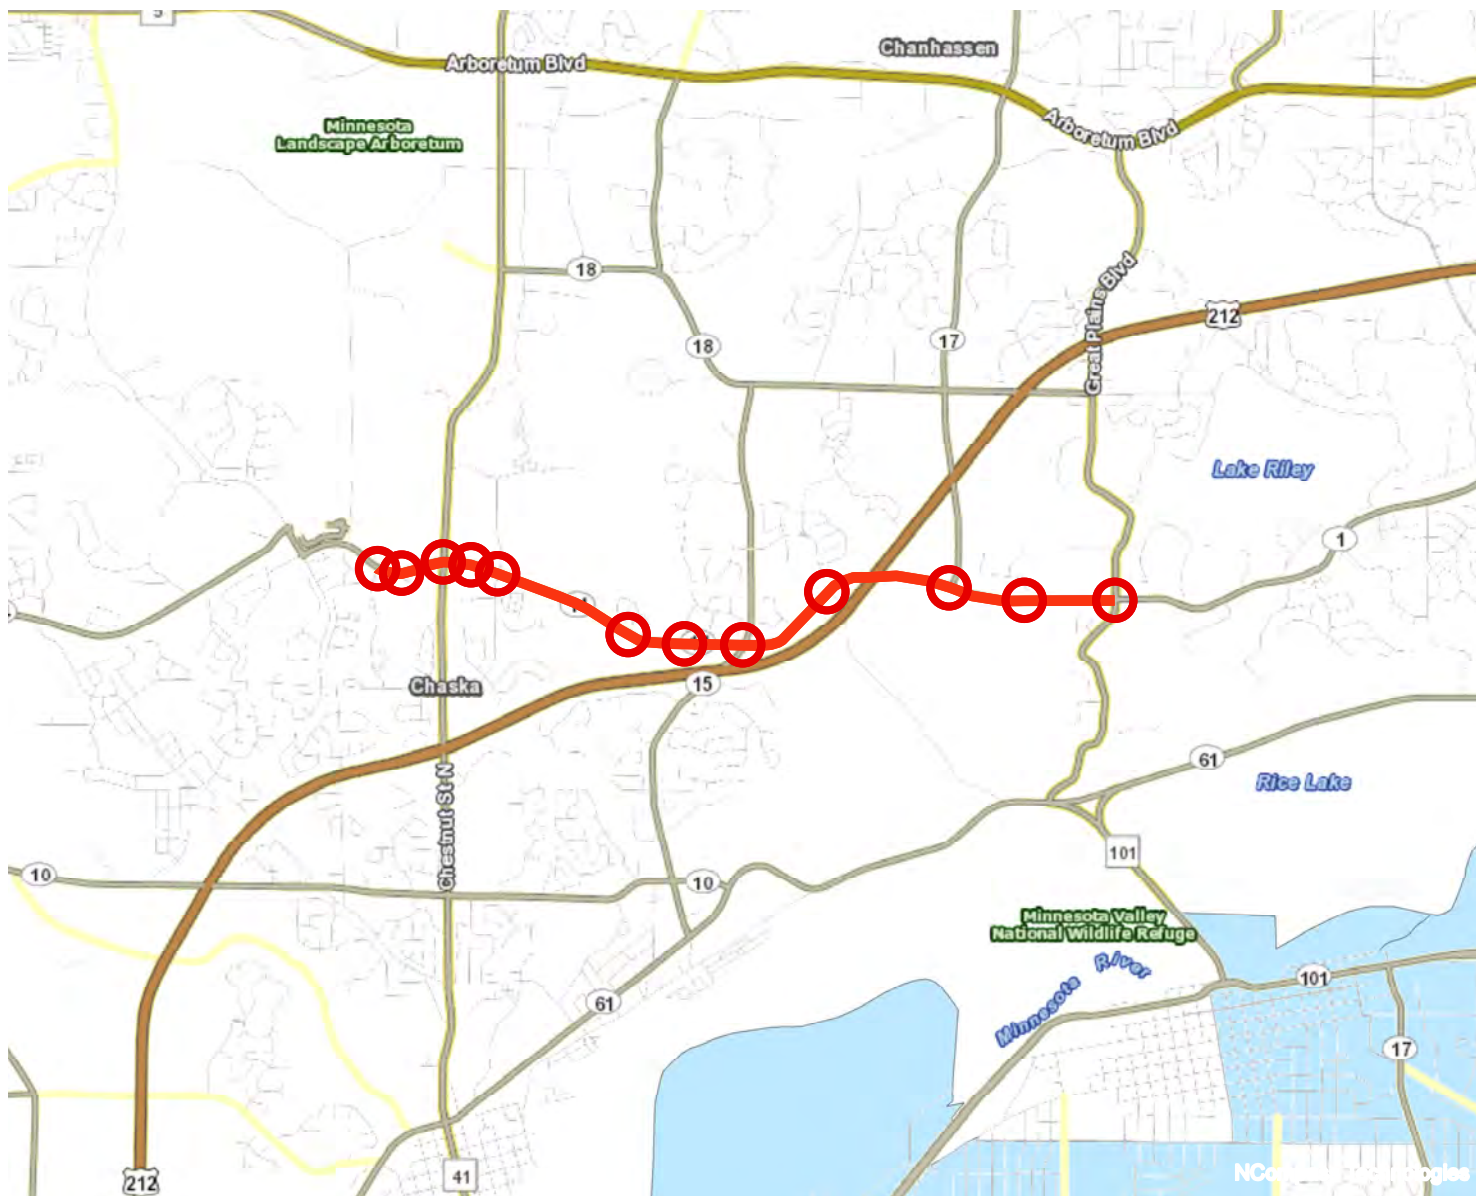 5
Chanhassen
Arboretum Blvd
Arboretum Blvd
Minnesota
Landscape Arboretum
Great Plains Blvd
18
212
18
17
Lake Riley
1
Chaska
15
61
Rice Lake
Chestnut St N
101
10
10
Minnesota Valley
National Wildlife Refuge
Minnesota River
101
61
17
41
212